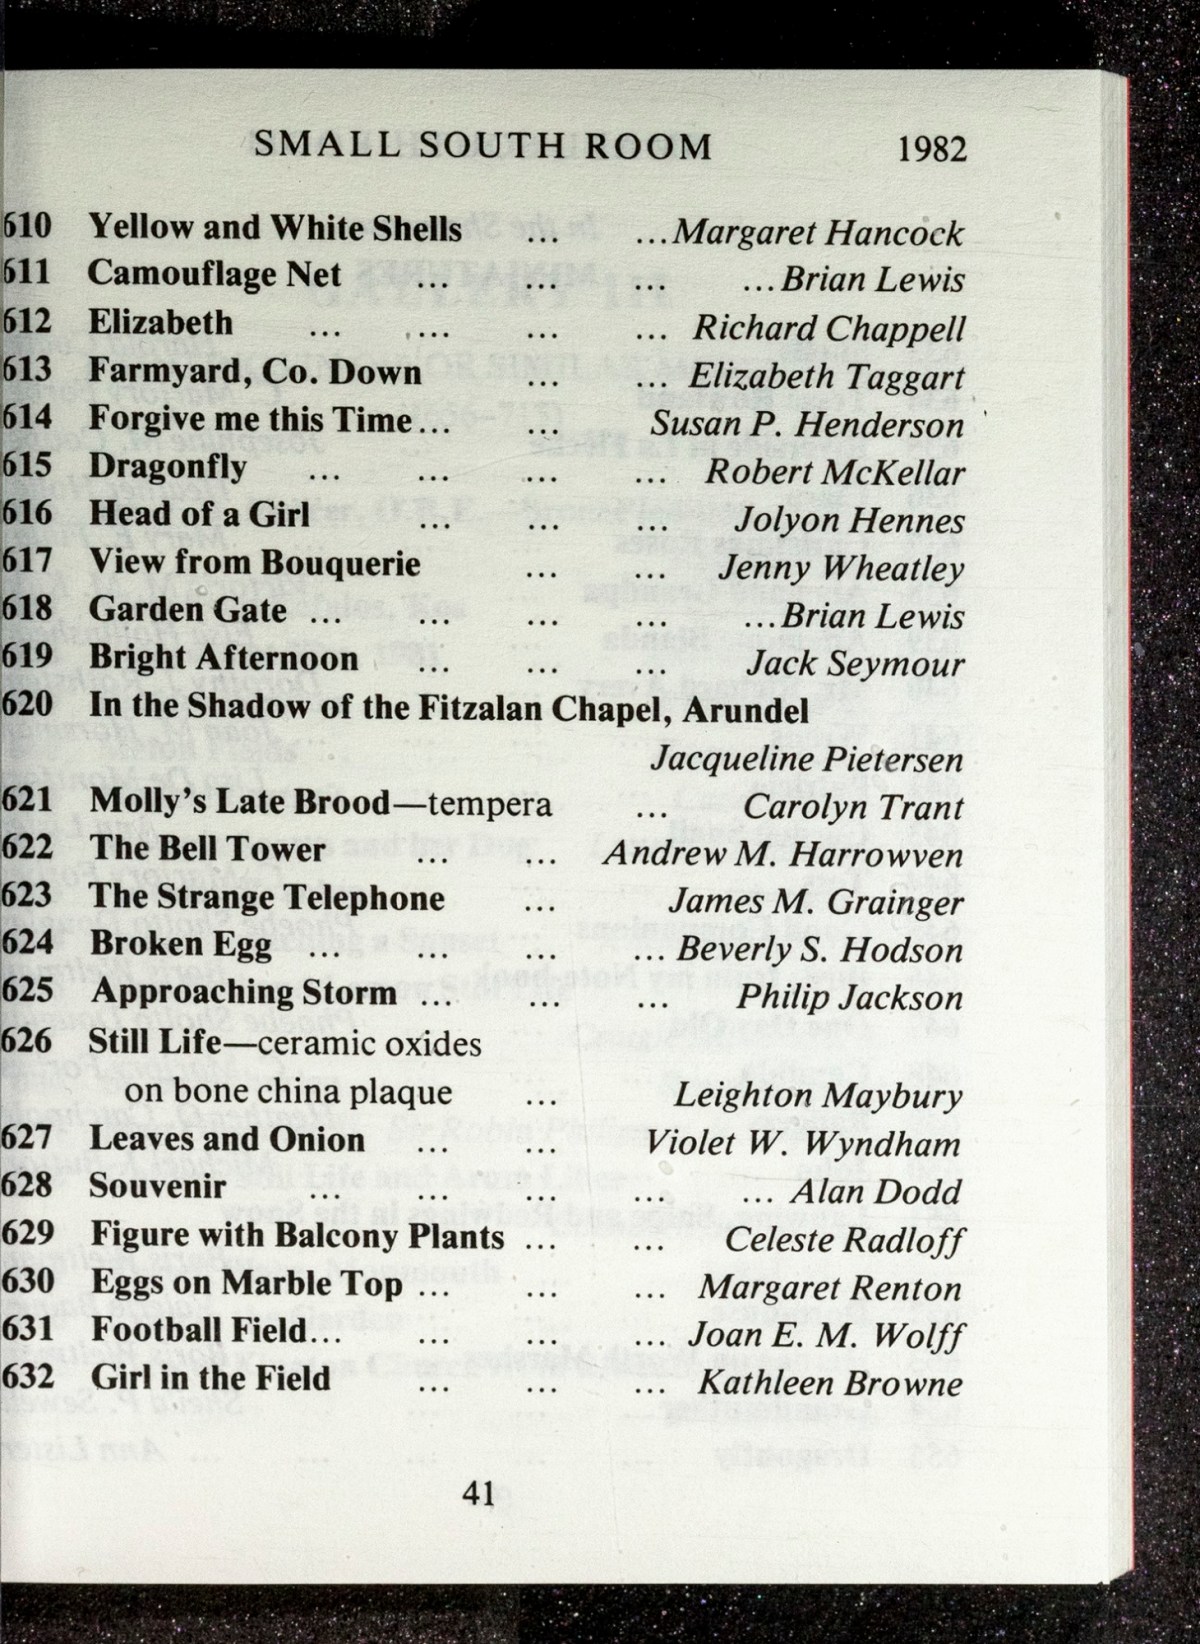 SMALL SOUTH ROOM 1982
610 Yellow and White Shells ... ...Margaret Hancock
611 Camouflage Net ... ... ...Brian Lewis
612 Elizabeth ... ... ... ... Richard Chappell
613 Farmyard, Co. Down ... ... Elizabeth Taggart
614 Forgive me this Time... ... Susan P. Henderson
615 Dragonfly ... ... ... ... Robert McKellar
616 Head of a Girl ... ... ... Jolyon Hennes
617 View from Bouquerie ... ... Jenny Wheatley
618 Garden Gate ... ... ... ... ...Brian Lewis
619 Bright Afternoon ... ... ... Jack Seymour
620 In the Shadow of the Fitzalan Chapel, Arundel
Jacqueline Pietersen
621 Molly's Late Brood—tempera ... Carolyn Trant
622 The Bell Tower ... ... Andrew M. Harrowven
623 The Strange Telephone ... James M. Grainger
624 Broken Egg ... ... ... ... Beverly S. Hodson
625 Approaching Storm ... ... ... Philip Jackson
626 Still Life—ceramic oxides
on bone china plaque ... Leighton Maybury
627 Leaves and Onion ... ... Violet W. Wyndham
628 Souvenir ... ... ... ... ... Alan Dodd
629 Figure with Balcony Plants ... ... Celeste Radloff
630 Eggs on Marble Top ... ... ... Margaret Renton
631 Football Field... ... ... ... Joan E. M. Wolff
632 Girl in the Field ... ... ... Kathleen Browne
41